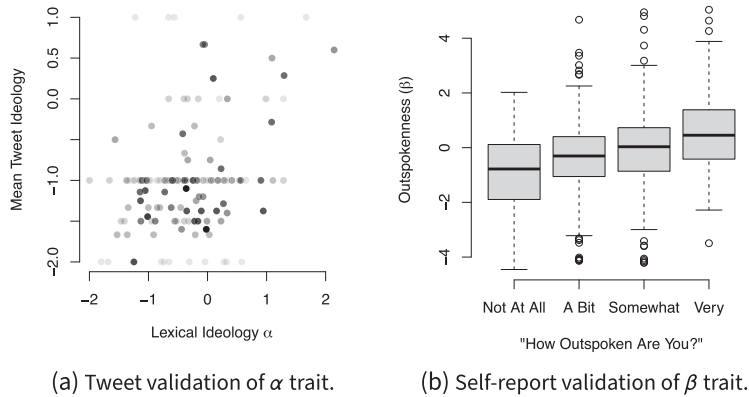 Mean Tweet Ideology
1.0
0.5
0.0
−1.0
−2.0
−2
−1
0
1
2
Lexical Ideology α
(a) Tweet validation of α trait.
Outspokenness (β)
4
2
0
−2
−4
Not At All
A Bit
Somewhat
Very
"How Outspoken Are You?"
(b) Self-report validation of β trait.